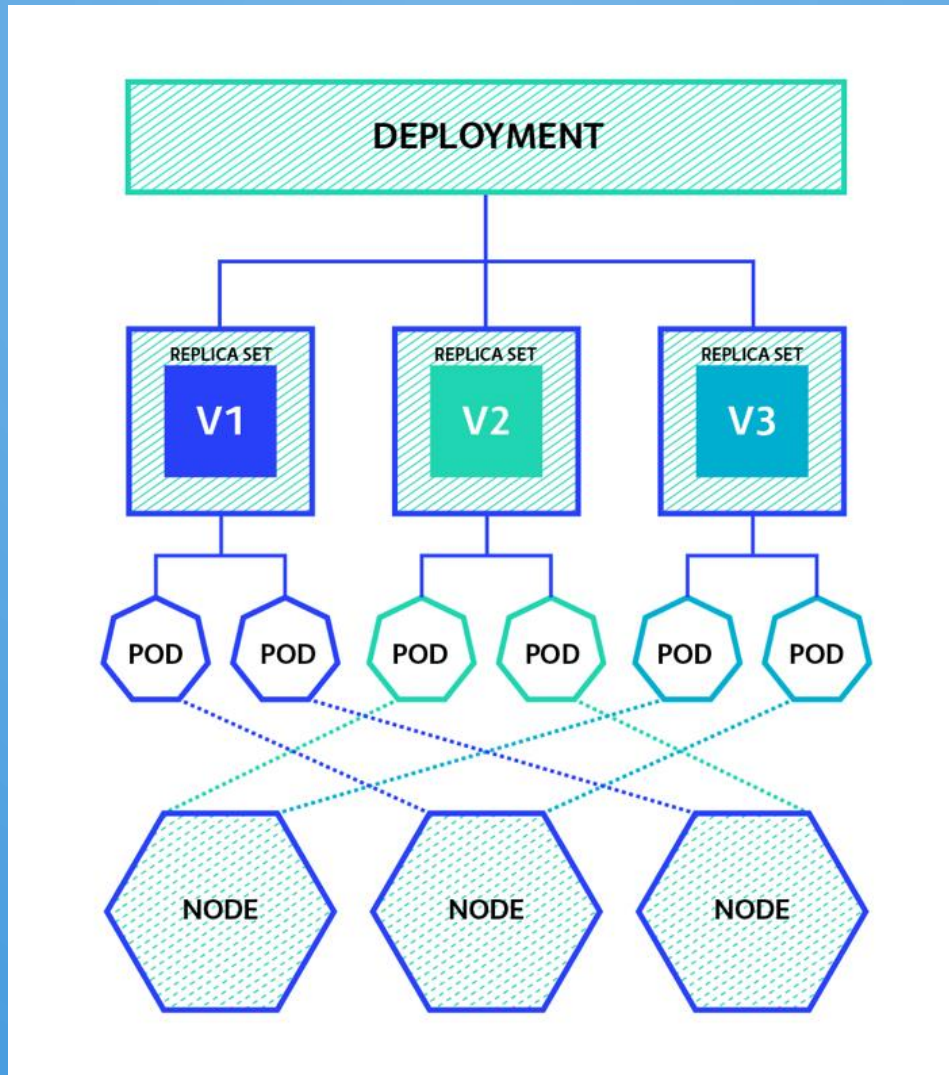 DEPLOYMENT
REPLICA SET
V1
REPLICA SET
V2
REPLICA SET
V3
POD
POD
POD
POD
POD
POD
NODE
NODE
NODE